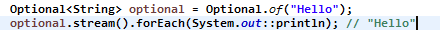 Optional<String> optional = Optional.of("Hello");
optional.stream().forEach(System.out::println); // "Hello"